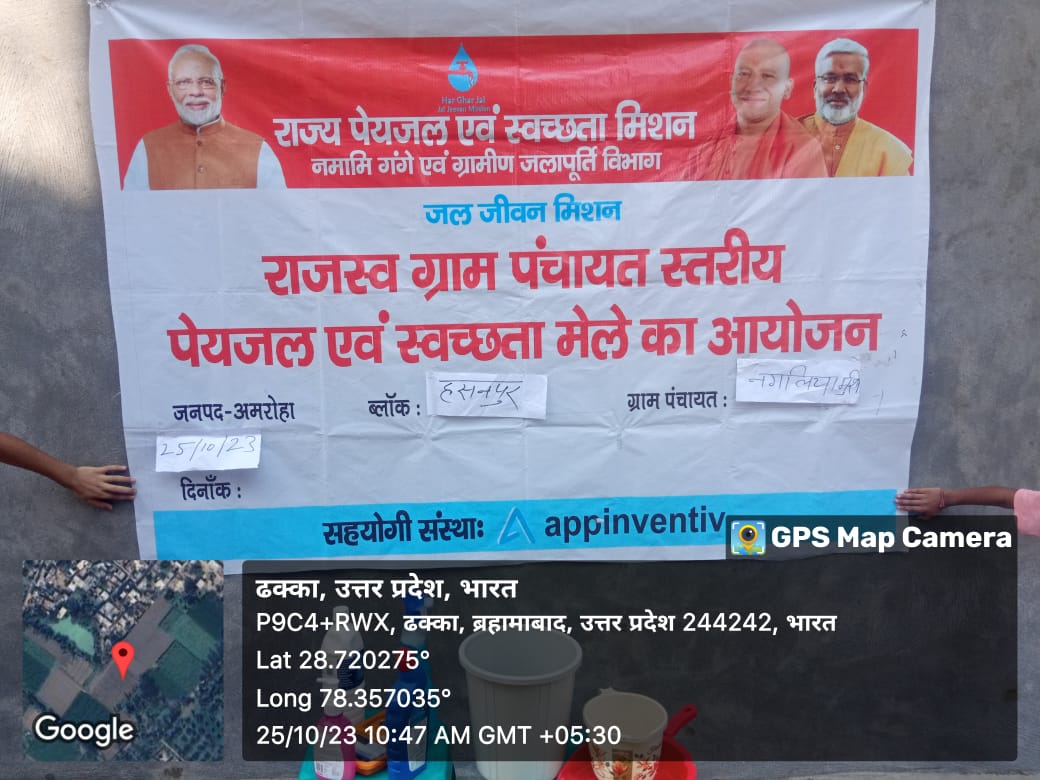 Har Ghar Jal
Jal Jeevan Mission
राज्य पेयजल एवं स्वच्छता मिशन
नमामि गंगे एवं ग्रामीण जलापूर्ति विभाग
जल जीवन मिशन
राजस्व ग्राम पंचायत स्तरीय
पेयजल एवं स्वच्छता मेले का आयोजन
जनपद-अमरोहा ब्लॉक : हसनपुर ग्राम पंचायत :
25/10/23
दिनाँक :
सहयोगी संस्थाः appinventiv
GPS Map Camera
ढक्का, उत्तर प्रदेश, भारत
P9C4+RWX, ढक्का, ब्रहामाबाद, उत्तर प्रदेश 244242, भारत
Lat 28.720275°
Long 78.357035°
25/10/23 10:47 AM GMT +05:30
Google